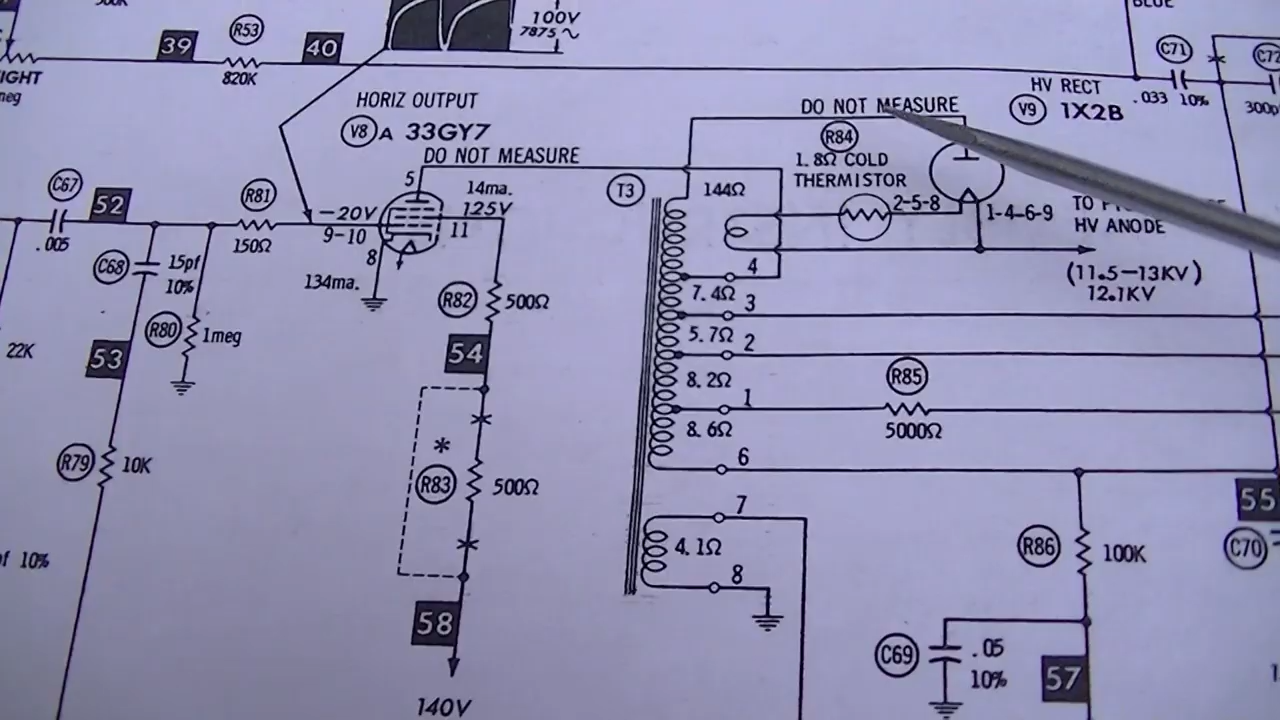 100V
7875 ∿
BLUE
R53
39
40
820K
IGHT
meg
C71
C72
HV RECT
V9 1X2B
.033 10%
300p
HORIZ OUTPUT
V8 A 33GY7
DO NOT MEASURE
DO NOT MEASURE
R84
1.8Ω COLD
THERMISTOR
2-5-8
1-4-6-9
TO
HV ANODE
(11.5-13KV)
12.1KV
C67
52
.005
R81
150Ω
-20V
9-10
5
14ma.
125V
11
8
134ma.
T3
144Ω
4
7.4Ω
3
5.7Ω
2
8.2Ω
1
8.6Ω
6
R85
5000Ω
C68
15pf
10%
R80
1meg
22K
53
R82
500Ω
54
*
R83
500Ω
58
140V
R79
10K
f 10%
7
4.1Ω
8
R86
100K
55
C70
C69
.05
10%
57